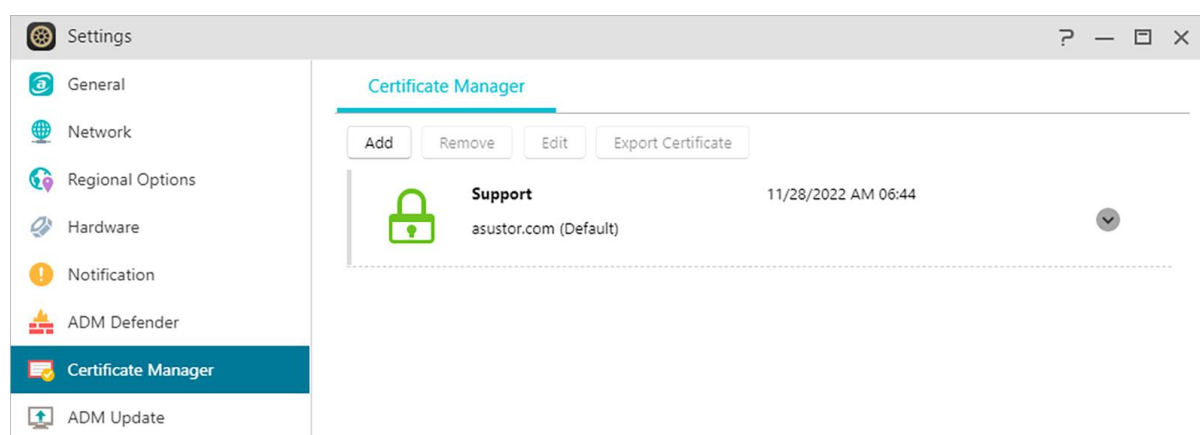 Settings
General
Network
Regional Options
Hardware
Notification
ADM Defender
Certificate Manager
ADM Update
Certificate Manager
Add Remove Edit Export Certificate
Support 11/28/2022 AM 06:44
asustor.com (Default)